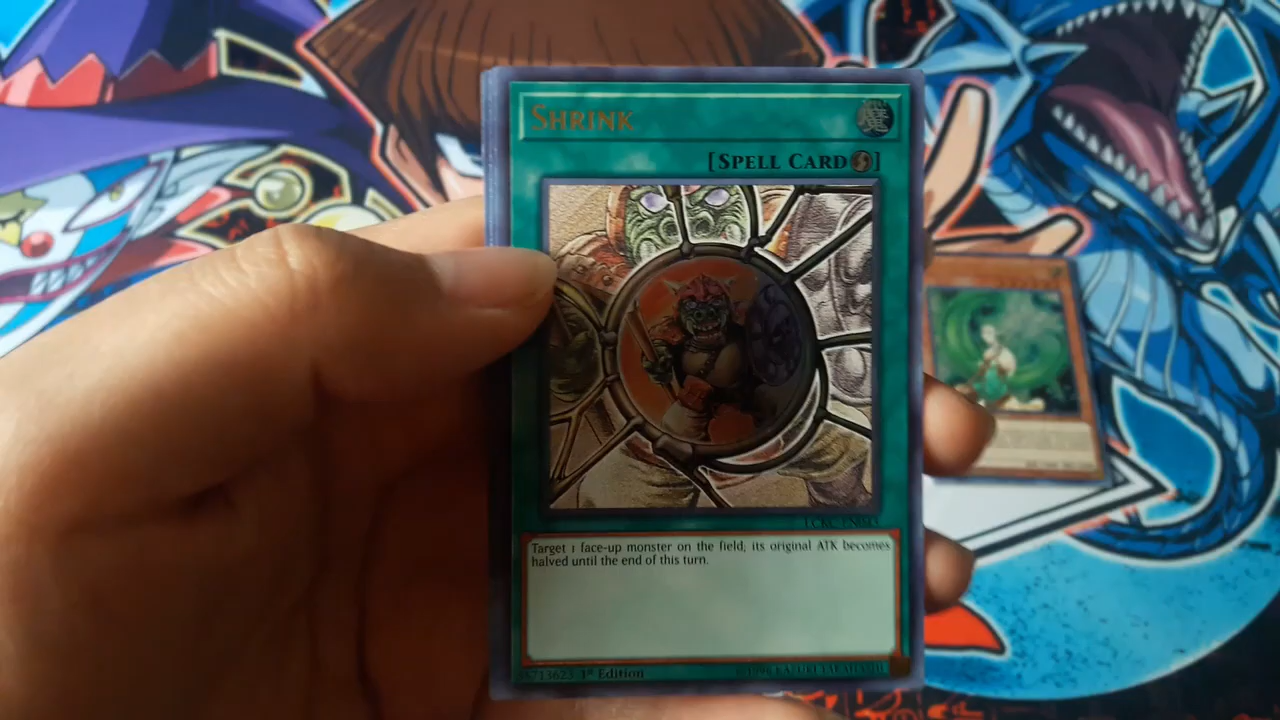 Shrink
魔
[Spell Card]
Target 1 face-up monster on the field; its original ATK becomes
halved until the end of this turn.
1st Edition